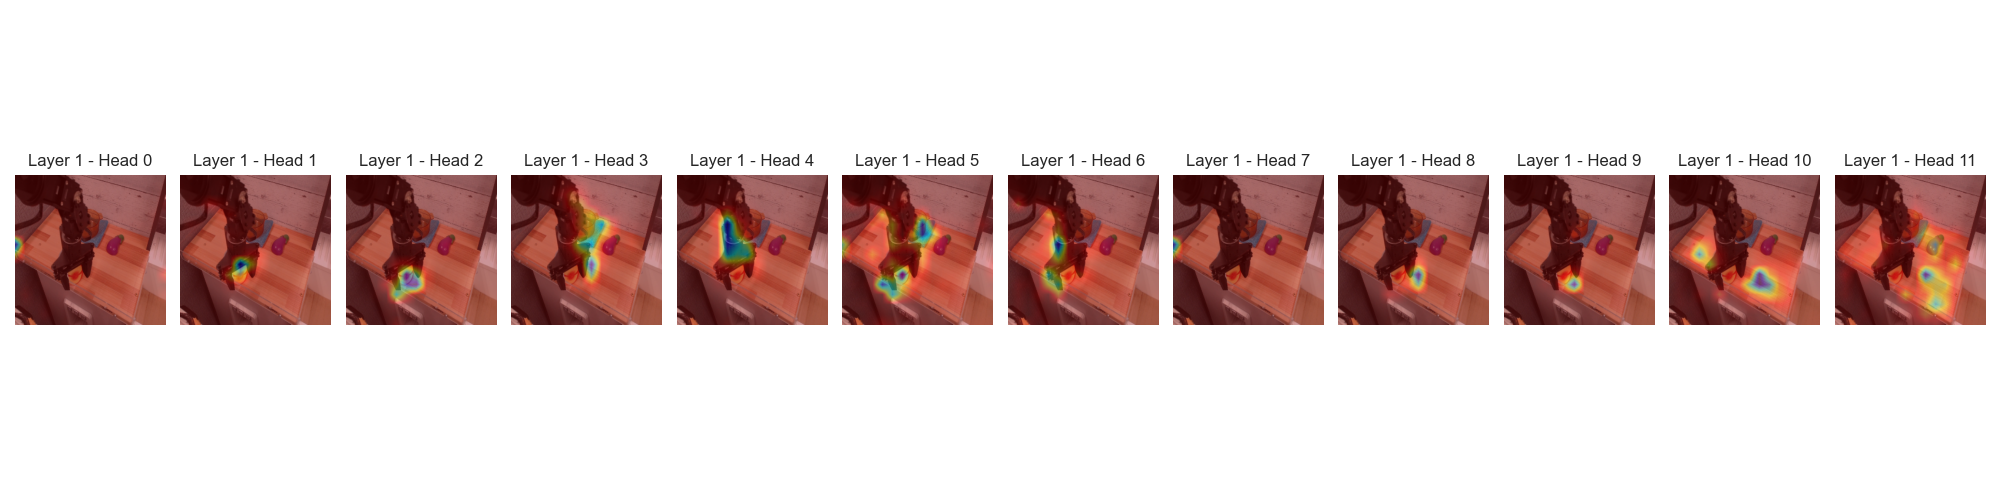 Layer 1 - Head 0
Layer 1 - Head 1
Layer 1 - Head 2
Layer 1 - Head 3
Layer 1 - Head 4
Layer 1 - Head 5
Layer 1 - Head 6
Layer 1 - Head 7
Layer 1 - Head 8
Layer 1 - Head 9
Layer 1 - Head 10
Layer 1 - Head 11